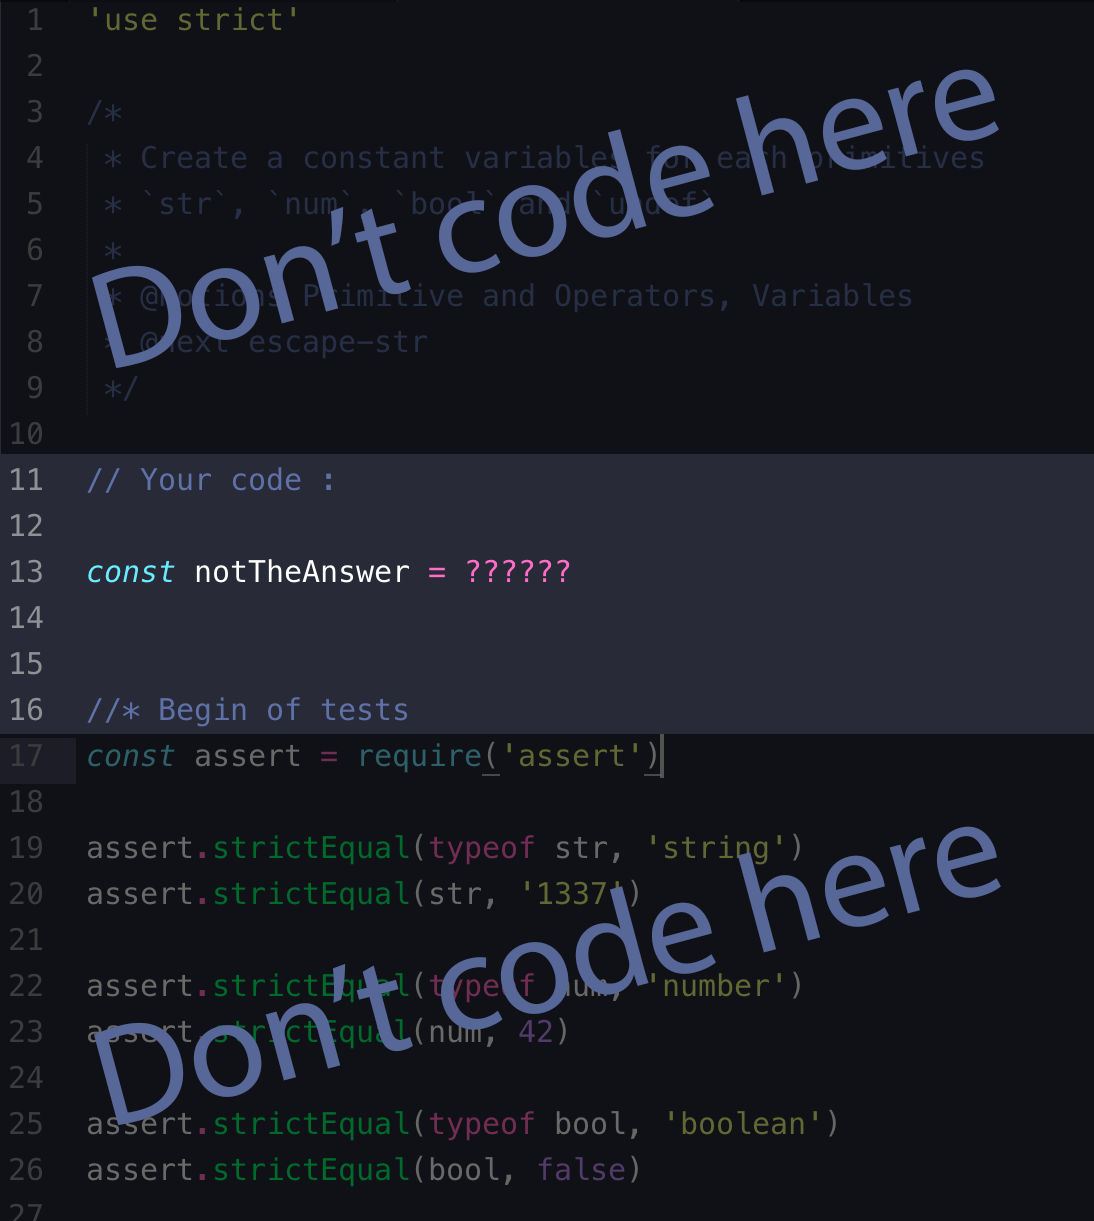 1 'use strict'
2
3 /*
4 * Create a constant variables for each primitives
5 * `str`, `num`, `bool` and `undef`
6 *
7 * @notions Primitive and Operators, Variables
8 * @next escape-str
9 */
10
Don't code here
11 // Your code :
12
13 const notTheAnswer = ??????
14
15
16 //* Begin of tests
17 const assert = require('assert')
18
19 assert.strictEqual(typeof str, 'string')
20 assert.strictEqual(str, '1337')
21
22 assert.strictEqual(typeof num, 'number')
23 assert.strictEqual(num, 42)
24
25 assert.strictEqual(typeof bool, 'boolean')
26 assert.strictEqual(bool, false)
27
Don't code here